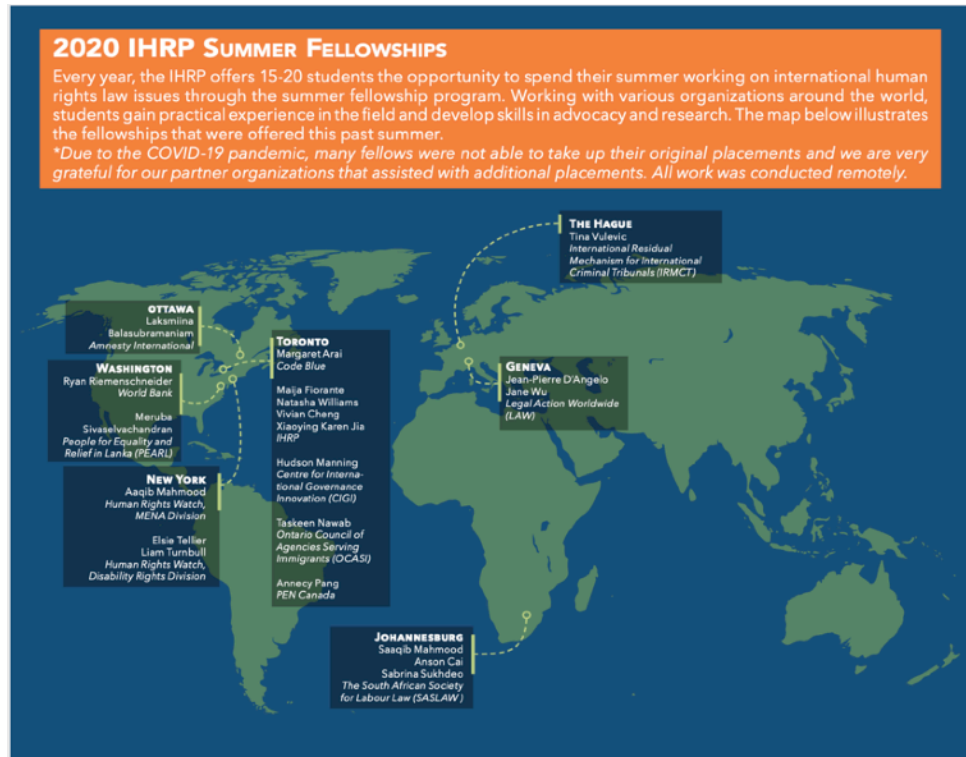 2020 IHRP SUMMER FELLOWSHIPS
Every year, the IHRP offers 15-20 students the opportunity to spend their summer working on international human
rights law issues through the summer fellowship program. Working with various organizations around the world,
students gain practical experience in the field and develop skills in advocacy and research. The map below illustrates
the fellowships that were offered this past summer.
*Due to the COVID-19 pandemic, many fellows were not able to take up their original placements and we are very
grateful for our partner organizations that assisted with additional placements. All work was conducted remotely.
THE HAGUE
Tina Vulevic
International Residual
Mechanism for International
Criminal Tribunals (IRMCT)
OTTAWA
Laksmiina
Balasubramaniam
Amnesty International
WASHINGTON
Ryan Riemenschneider
World Bank
Meruba
Sivaselvachandran
People for Equality and
Relief in Lanka (PEARL)
NEW YORK
Aaqib Mahmood
Human Rights Watch,
MENA Division
Elsie Tellier
Liam Turnbull
Human Rights Watch,
Disability Rights Division
TORONTO
Margaret Arai
Code Blue
Maija Fiorante
Natasha Williams
Vivian Cheng
Xiaoying Karen Jia
IHRP
Hudson Manning
Centre for Interna-
tional Governance
Innovation (CIGI)
Taskeen Nawab
Ontario Council of
Agencies Serving
Immigrants (OCASI)
Annecy Pang
PEN Canada
GENEVA
Jean-Pierre D'Angelo
Jane Wu
Legal Action Worldwide
(LAW)
JOHANNESBURG
Saaqib Mahmood
Anson Cai
Sabrina Sukhdeo
The South African Society
for Labour Law (SASLAW )